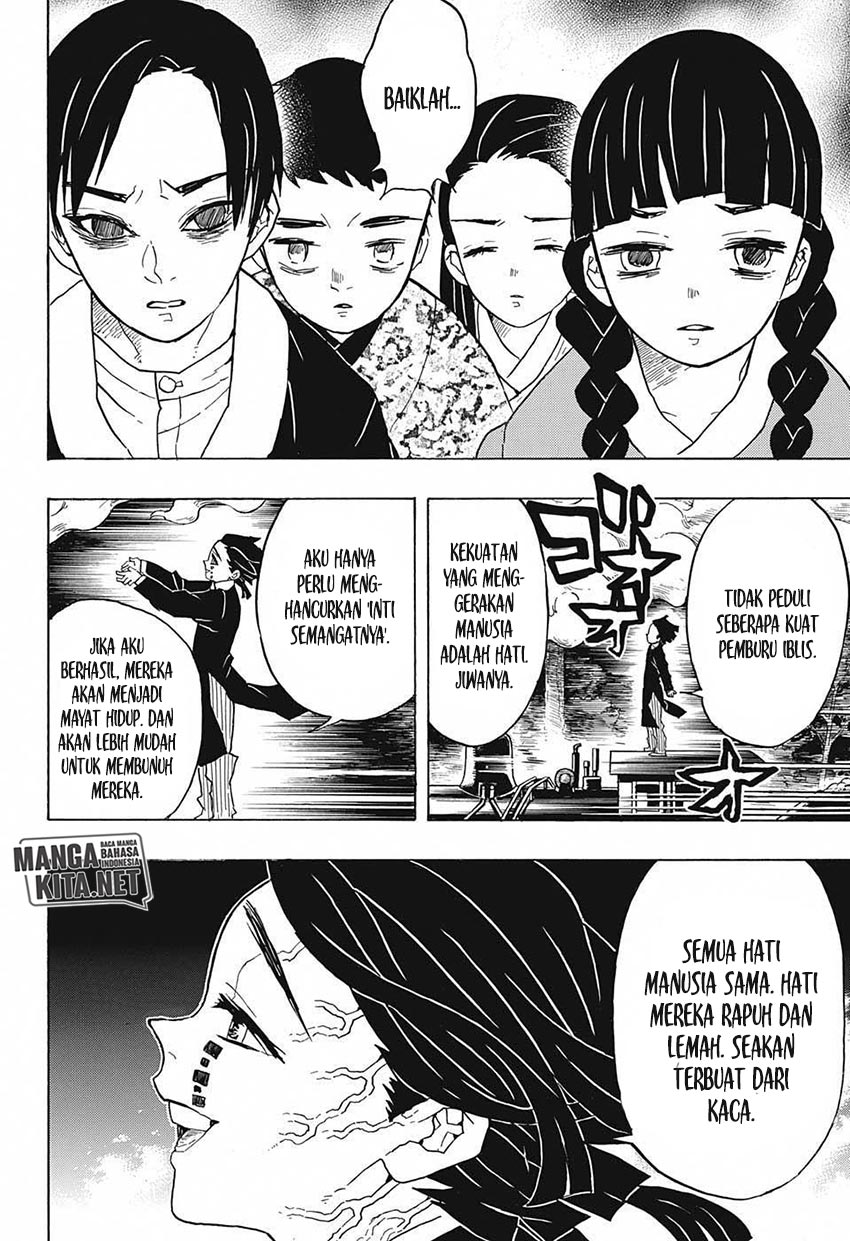 BAIKLAH...
TIDAK PEDULI
SEBERAPA KUAT
PEMBURU IBLIS.
KEKUATAN
YANG MENG-
GERAKAN
MANUSIA
ADALAH HATI.
JIWANYA.
AKU HANYA
PERLU MENG-
HANCURKAN 'INTI
SEMANGATNYA'.
JIKA AKU
BERHASIL, MEREKA
AKAN MENJADI
MAYAT HIDUP. DAN
AKAN LEBIH MUDAH
UNTUK MEMBUNUH
MEREKA.
MANGA
BACA MANGA
BAHASA
INDONESIA
KITA.NET
SEMUA HATI
MANUSIA SAMA. HATI
MEREKA RAPUH DAN
LEMAH. SEAKAN
TERBUAT DARI
KACA.